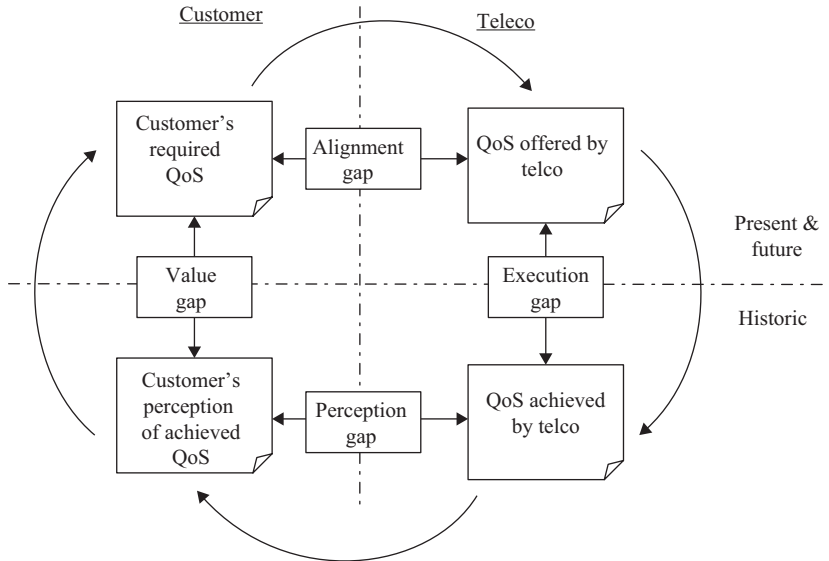 Customer
Teleco
Customer's
required
QoS
Alignment
gap
QoS offered by
telco
Present &
future
Value
gap
Execution
gap
Historic
Customer's
perception
of achieved
QoS
Perception
gap
QoS achieved
by telco